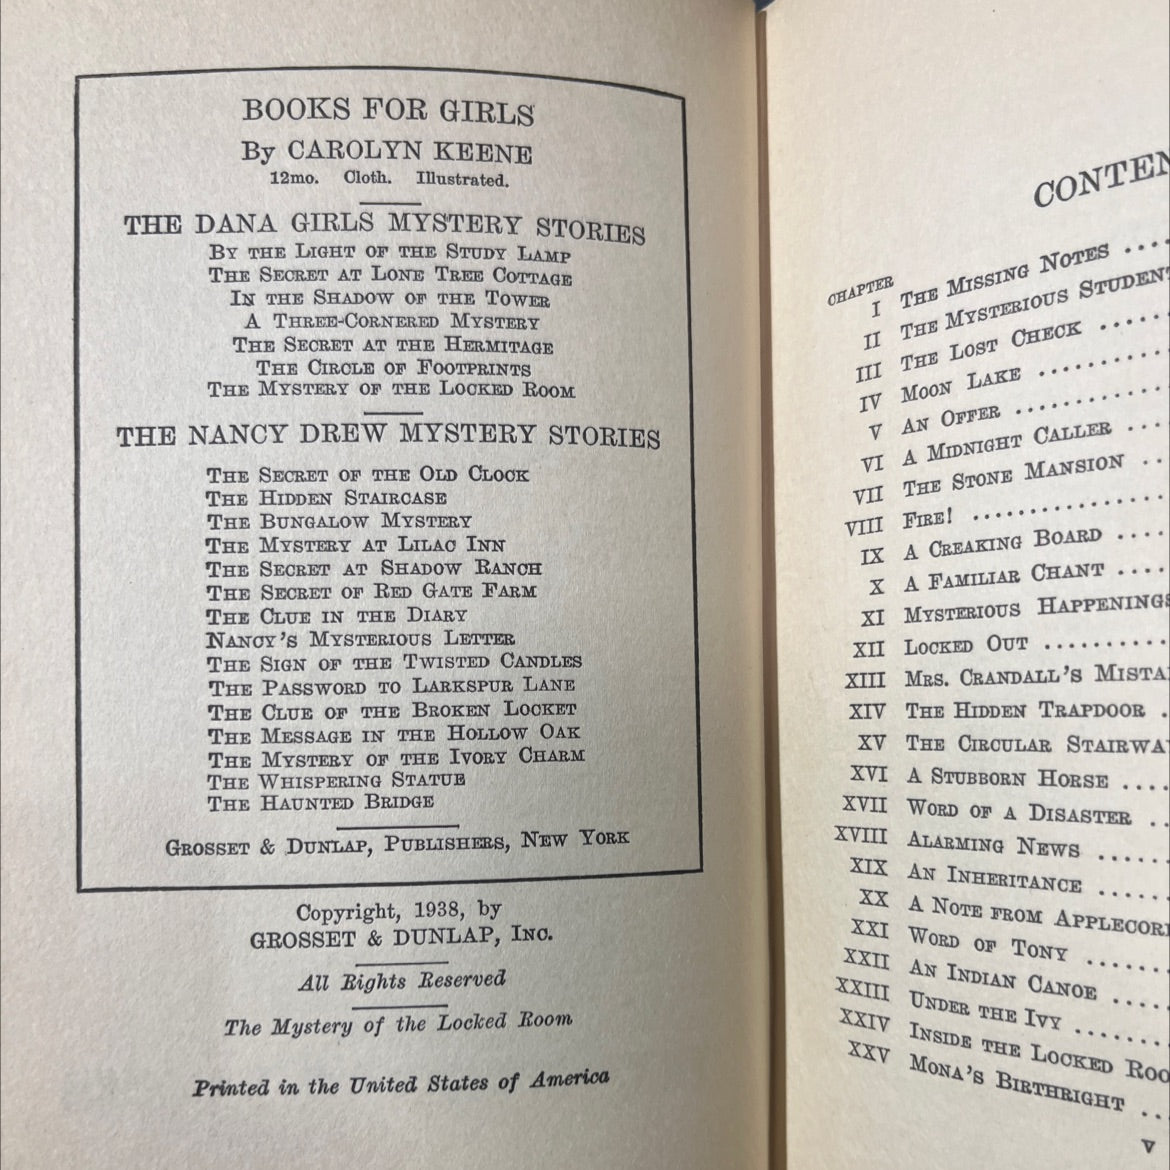 BOOKS FOR GIRLS
By CAROLYN KEENE
12mo. Cloth. Illustrated.
THE DANA GIRLS MYSTERY STORIES
By the Light of the Study Lamp
The Secret at Lone Tree Cottage
In the Shadow of the Tower
A Three-Cornered Mystery
The Secret at the Hermitage
The Circle of Footprints
The Mystery of the Locked Room
THE NANCY DREW MYSTERY STORIES
The Secret of the Old Clock
The Hidden Staircase
The Bungalow Mystery
The Mystery at Lilac Inn
The Secret at Shadow Ranch
The Secret of Red Gate Farm
The Clue in the Diary
Nancy's Mysterious Letter
The Sign of the Twisted Candles
The Password to Larkspur Lane
The Clue of the Broken Locket
The Message in the Hollow Oak
The Mystery of the Ivory Charm
The Whispering Statue
The Haunted Bridge
Grosset & Dunlap, Publishers, New York
Copyright, 1938, by
GROSSET & DUNLAP, Inc.
All Rights Reserved
The Mystery of the Locked Room
Printed in the United States of America
CONTEN
CHAPTER
I The Missing Notes ....
II The Mysterious Student
III The Lost Check ......
IV Moon Lake ..........
V An Offer ............
VI A Midnight Caller ...
VII The Stone Mansion ..
VIII Fire! ...............
IX A Creaking Board ....
X A Familiar Chant ....
XI Mysterious Happenings
XII Locked Out ..........
XIII Mrs. Crandall's Mista
XIV The Hidden Trapdoor .
XV The Circular Stairwa
XVI A Stubborn Horse ....
XVII Word of a Disaster ..
XVIII Alarming News ......
XIX An Inheritance .....
XX A Note from Applecor
XXI Word of Tony .......
XXII An Indian Canoe ....
XXIII Under the Ivy ........
XXIV Inside the Locked Roo
XXV Mona's Birthright ..
v